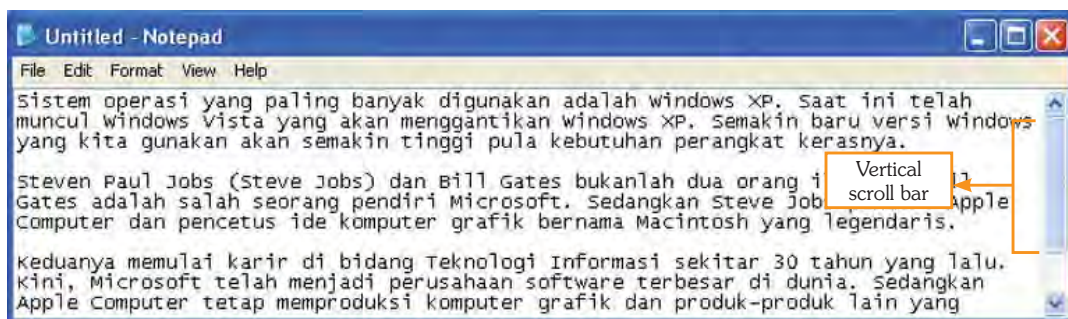 Untitled - Notepad
File Edit Format View Help
Sistem operasi yang paling banyak digunakan adalah Windows XP. Saat ini telah
muncul Windows Vista yang akan menggantikan Windows XP. Semakin baru versi Windows
yang kita gunakan akan semakin tinggi pula kebutuhan perangkat kerasnya.
Steven Paul Jobs (Steve Jobs) dan Bill Gates bukanlah dua orang
Gates adalah salah seorang pendiri Microsoft. Sedangkan Steve Apple
Computer dan pencetus ide komputer grafik bernama Macintosh yang legendaris.
Vertical
scroll bar
Keduanya memulai karir di bidang Teknologi Informasi sekitar 30 tahun yang lalu.
Kini, Microsoft telah menjadi perusahaan software terbesar di dunia. Sedangkan
Apple Computer tetap memproduksi komputer grafik dan produk-produk lain yang